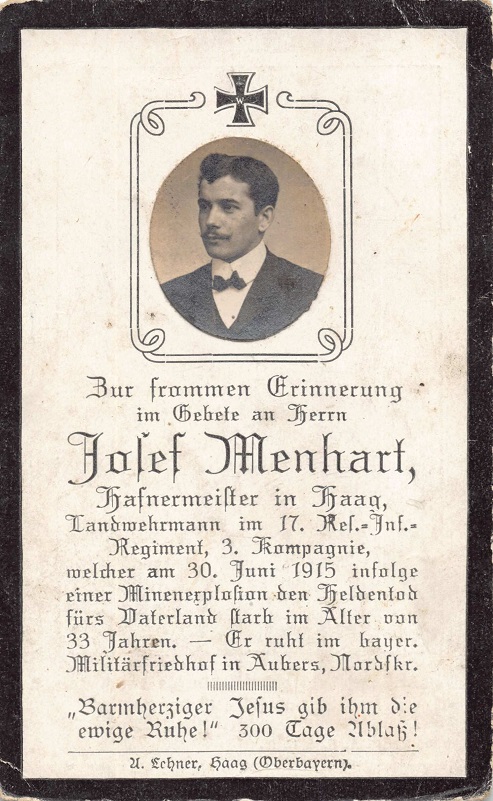 W
Zur frommen Erinnerung
im Gebete an Herrn
Josef Menhart,
Hafnermeister in Haag,
Landwehrmann im 17. Res.-Inf.-
Regiment, 3. Kompagnie,
welcher am 30. Juni 1915 infolge
einer Minenexplosion den Heldentod
fürs Vaterland starb im Alter von
33 Jahren. — Er ruht im bayer.
Militärfriedhof in Aubers, Nordfkr.
„Barmherziger Jesus gib ihm die
ewige Ruhe!" 300 Tage Ablaß!
A. Lehner, Haag (Oberbayern).